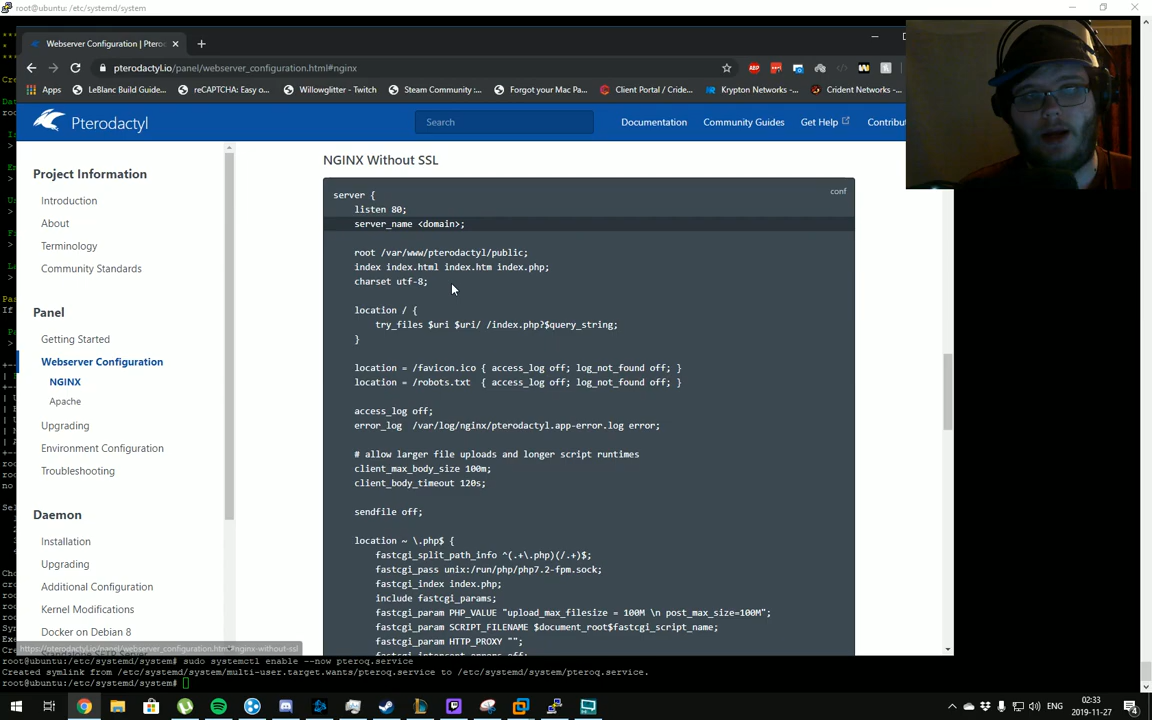 root@ubuntu: /etc/systemd/system
Webserver Configuration | Ptero
pterodactyl.io/panel/webserver_configuration.html#nginx
Apps
LeBlanc Build Guide...
reCAPTCHA: Easy o...
Willowglitter - Twitch
Steam Community :...
Forgot your Mac Pa...
Client Portal / Cride...
Krypton Networks –...
Crident Networks –...
Pterodactyl
Search
Documentation
Community Guides
Get Help
Contribut
Project Information
Introduction
About
Terminology
Community Standards
Panel
Getting Started
Webserver Configuration
NGINX
Apache
Upgrading
Environment Configuration
Troubleshooting
Daemon
Installation
Upgrading
Additional Configuration
Kernel Modifications
Docker on Debian 8
NGINX Without SSL
conf
server {
listen 80;
server_name <domain>;
root /var/www/pterodactyl/public;
index index.html index.htm index.php;
charset utf-8;
location / {
try_files $uri $uri/ /index.php?$query_string;
}
location = /favicon.ico { access_log off; log_not_found off; }
location = /robots.txt  { access_log off; log_not_found off; }
access_log off;
error_log  /var/log/nginx/pterodactyl.app-error.log error;
# allow larger file uploads and longer script runtimes
client_max_body_size 100m;
client_body_timeout 120s;
sendfile off;
location ~ \.php$ {
fastcgi_split_path_info ^(.+\.php)(/.+)$;
fastcgi_pass unix:/run/php/php7.2-fpm.sock;
fastcgi_index index.php;
include fastcgi_params;
fastcgi_param PHP_VALUE "upload_max_filesize = 100M \n post_max_size=100M";
fastcgi_param SCRIPT_FILENAME $document_root$fastcgi_script_name;
fastcgi_param HTTP_PROXY "";
https://pterodactyl.io/panel/webserver_configuration.html#nginx-without-ssl
root@ubuntu:/etc/systemd/system# sudo systemctl enable --now pteroq.service
Created symlink from /etc/systemd/system/multi-user.target.wants/pteroq.service to /etc/systemd/system/pteroq.service.
root@ubuntu:/etc/systemd/system#
ENG
02:33
2019-11-27
4